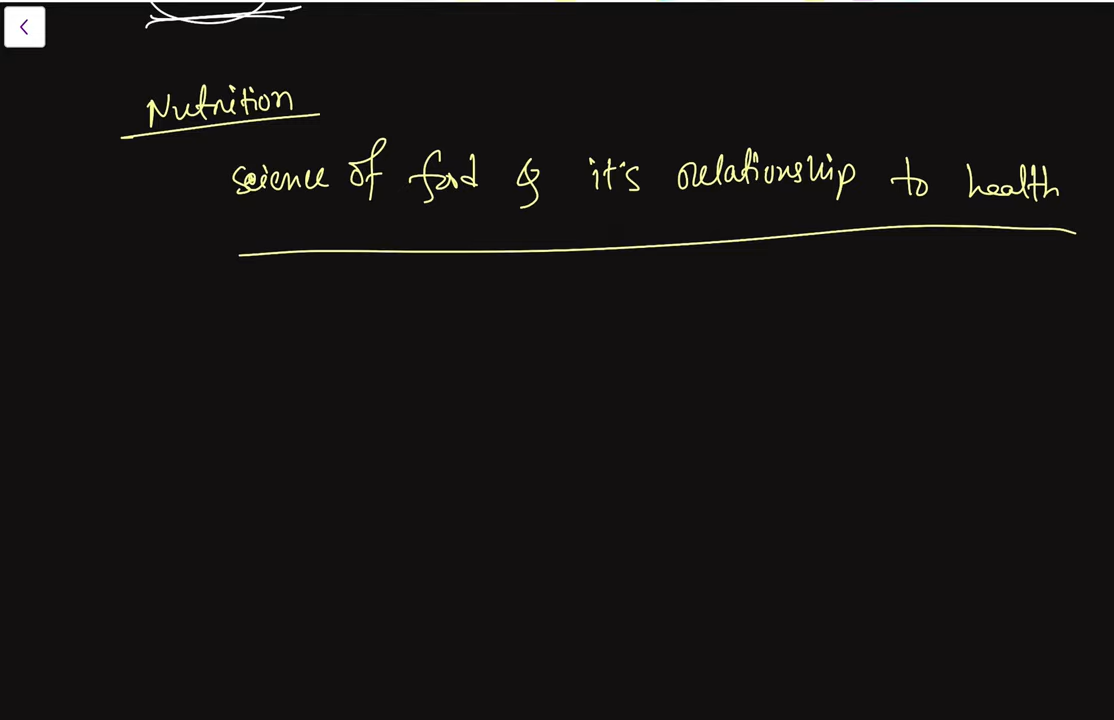 Nutrition
science of food & it's relationship to health